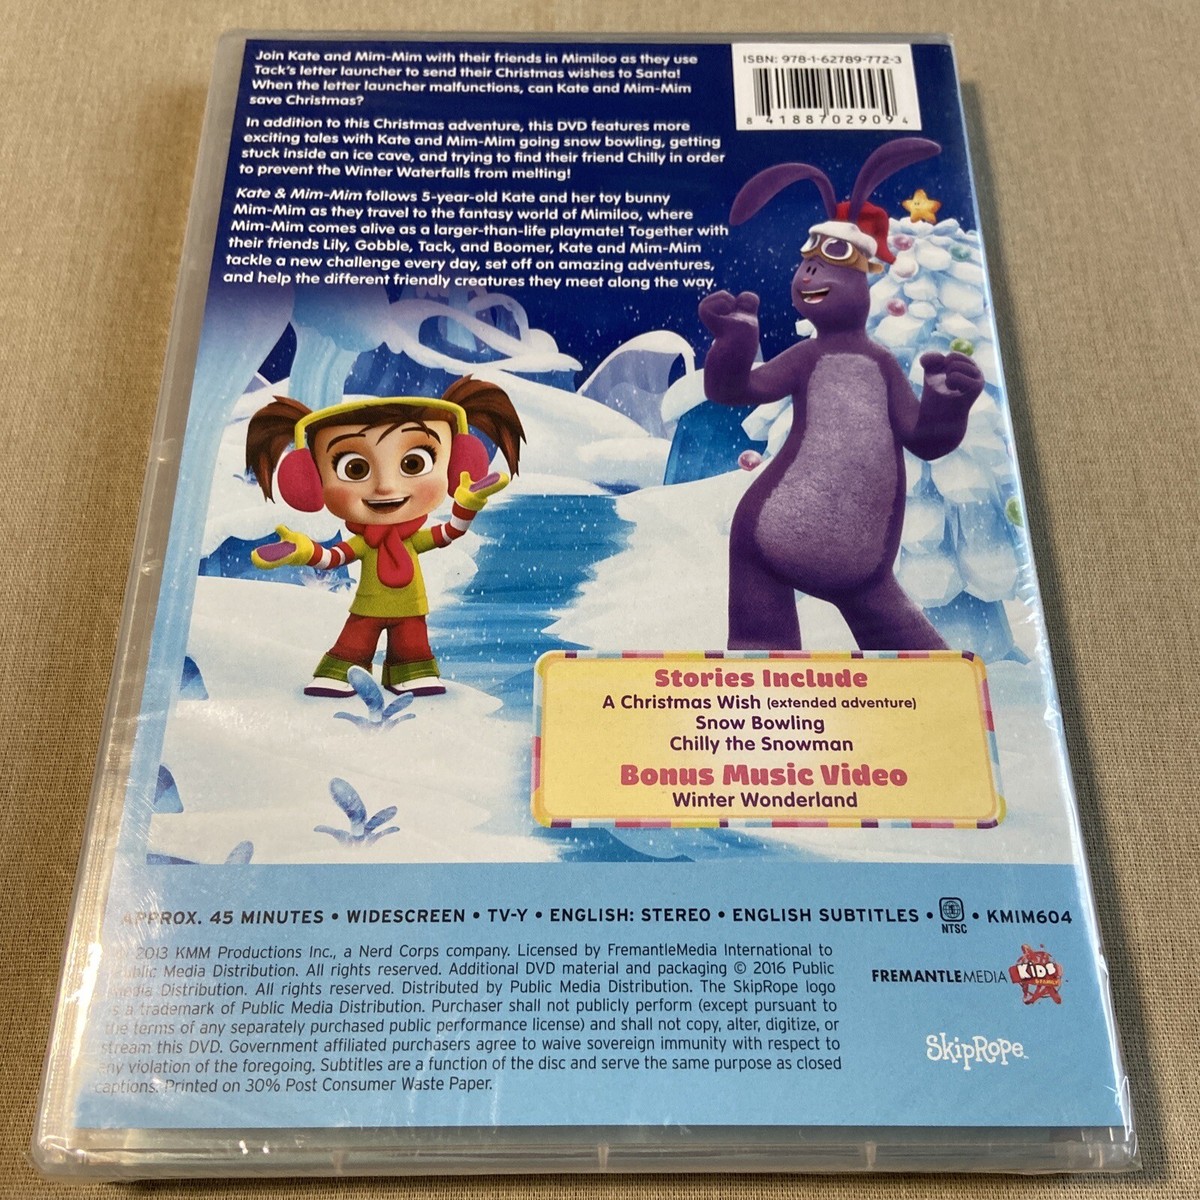 Join Kate and Mim-Mim with their friends in Mimiloo as they use
Tack's letter launcher to send their Christmas wishes to Santa!
When the letter launcher malfunctions, can Kate and Mim-Mim
save Christmas?
In addition to this Christmas adventure, this DVD features more
exciting tales with Kate and Mim-Mim going snow bowling, getting
stuck inside an ice cave, and trying to find their friend Chilly in order
to prevent the Winter Waterfalls from melting!
Kate & Mim-Mim follows 5-year-old Kate and her toy bunny
Mim-Mim as they travel to the fantasy world of Mimiloo, where
Mim-Mim comes alive as a larger-than-life playmate! Together with
their friends Lily, Gobble, Tack, and Boomer, Kate and Mim-Mim
tackle a new challenge every day, set off on amazing adventures,
and help the different friendly creatures they meet along the way.
ISBN: 978-1-62789-772-3
8 41887 02909 4
Stories Include
A Christmas Wish (extended adventure)
Snow Bowling
Chilly the Snowman
Bonus Music Video
Winter Wonderland
APPROX. 45 MINUTES • WIDESCREEN • TV-Y • ENGLISH: STEREO • ENGLISH SUBTITLES • NTSC • KMIM604
2013 KMM Productions Inc., a Nerd Corps company. Licensed by FremantleMedia International to
Public Media Distribution. All rights reserved. Additional DVD material and packaging © 2016 Public
Media Distribution. All rights reserved. Distributed by Public Media Distribution. The SkipRope logo
is a trademark of Public Media Distribution. Purchaser shall not publicly perform (except pursuant to
the terms of any separately purchased public performance license) and shall not copy, alter, digitize, or
stream this DVD. Government affiliated purchasers agree to waive sovereign immunity with respect to
any violation of the foregoing. Subtitles are a function of the disc and serve the same purpose as closed
captions. Printed on 30% Post Consumer Waste Paper.
FREMANTLEMEDIA KIDS & FAMILY
SkipRope™